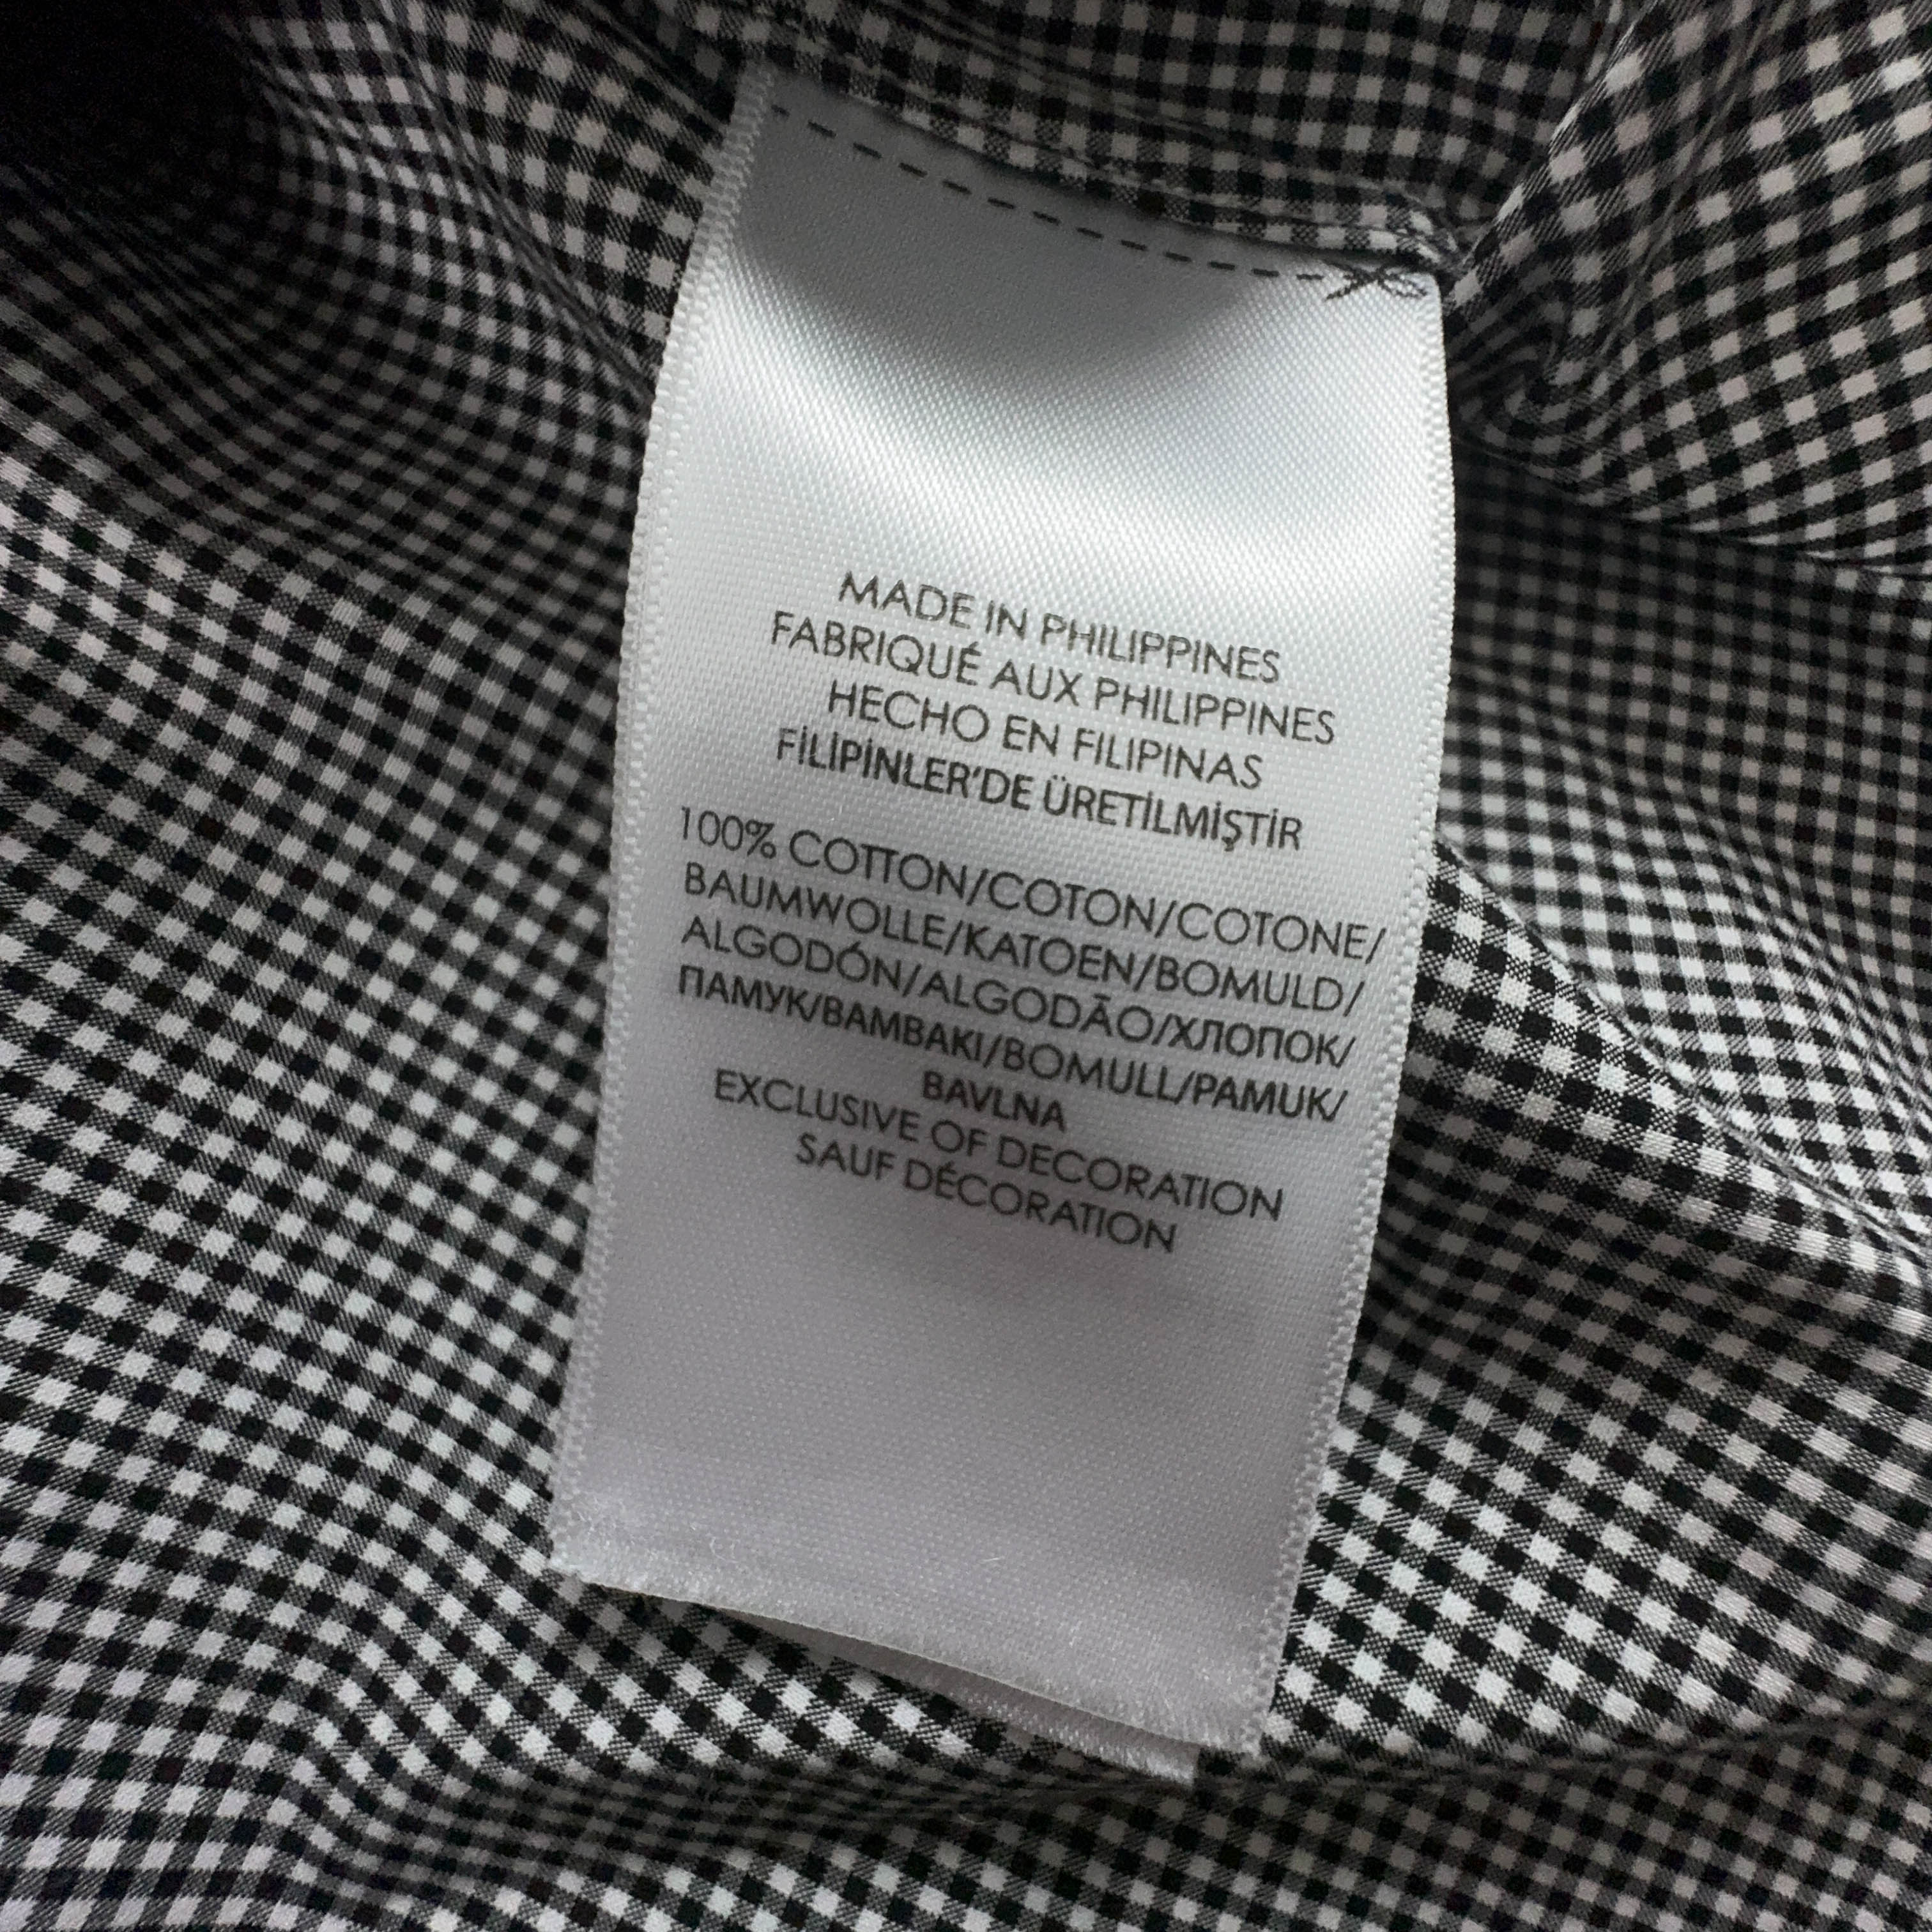 MADE IN PHILIPPINES
FABRIQUÉ AUX PHILIPPINES
HECHO EN FILIPINAS
FİLİPİNLER'DE ÜRETİLMİŞTİR
100% COTTON/COTON/COTONE/
BAUMWOLLE/KATOEN/BOMULD/
ALGODÓN/ALGODÃO/ХЛОПОК/
ПАМУК/BAMBAKI/BOMULL/PAMUK/
BAVLNA
EXCLUSIVE OF DECORATION
SAUF DÉCORATION